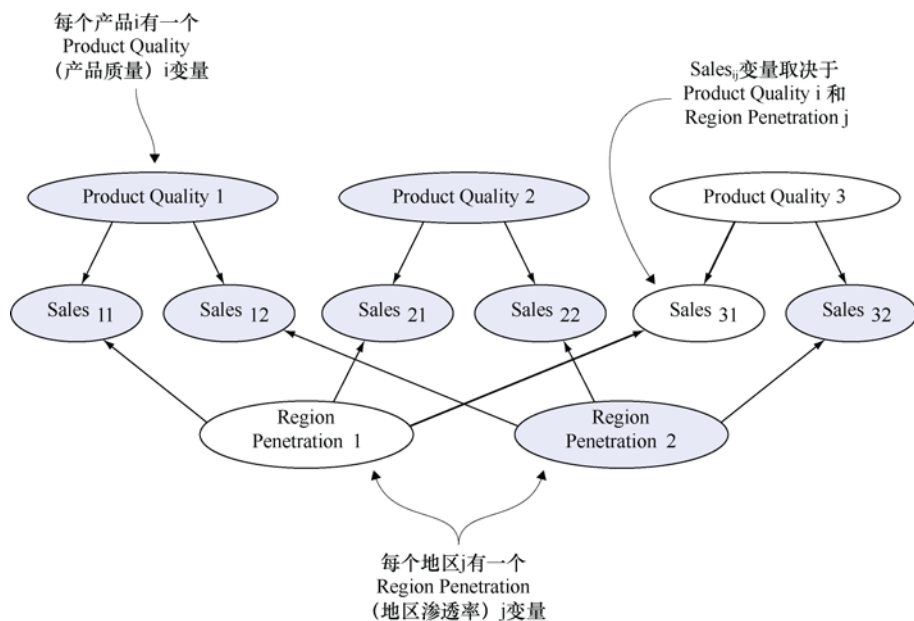 每个产品i有一个
Product Quality
（产品质量）i变量
Sales_ij变量取决于
Product Quality i 和
Region Penetration j
Product Quality 1
Product Quality 2
Product Quality 3
Sales 11
Sales 12
Sales 21
Sales 22
Sales 31
Sales 32
Region
Penetration 1
Region
Penetration 2
每个地区j有一个
Region Penetration
（地区渗透率）j变量